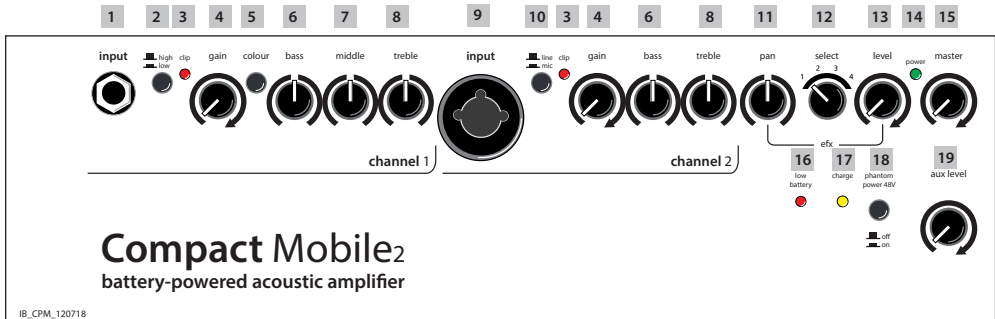 1 2 3 4 5 6 7 8 9 10 3 4 6 8 11 12 13 14 15
input high low clip gain colour bass middle treble input line mic clip gain bass treble pan select level power master
1 2 3 4
efx
channel 1
channel 2
16 17 18 19
low battery
charge
phantom power 48V
aux level
off
on
Compact Mobile2
battery-powered acoustic amplifier
IB_CPM_120718